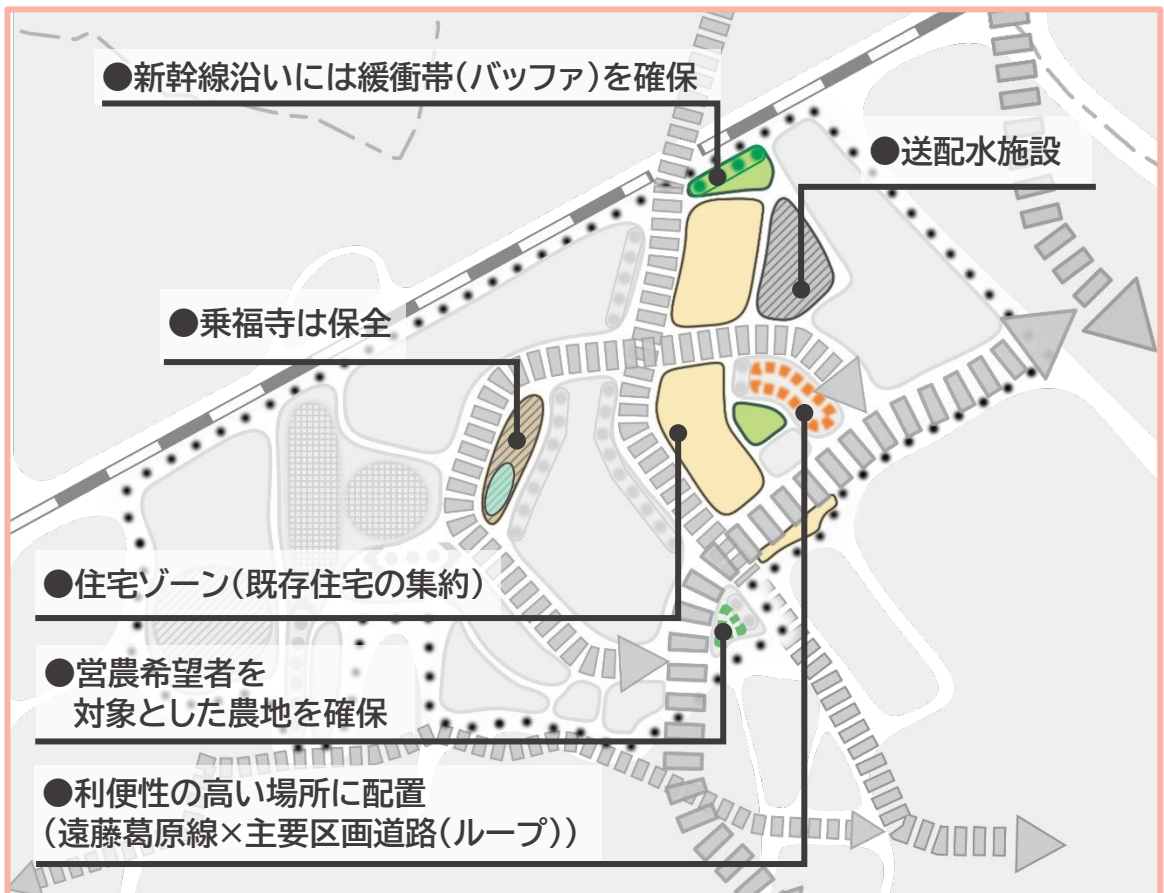 ●新幹線沿いには緩衝帯(バッファ)を確保
●送配水施設
●乗福寺は保全
●住宅ゾーン(既存住宅の集約)
●営農希望者を
対象とした農地を確保
●利便性の高い場所に配置
(遠藤葛原線×主要区画道路(ループ))